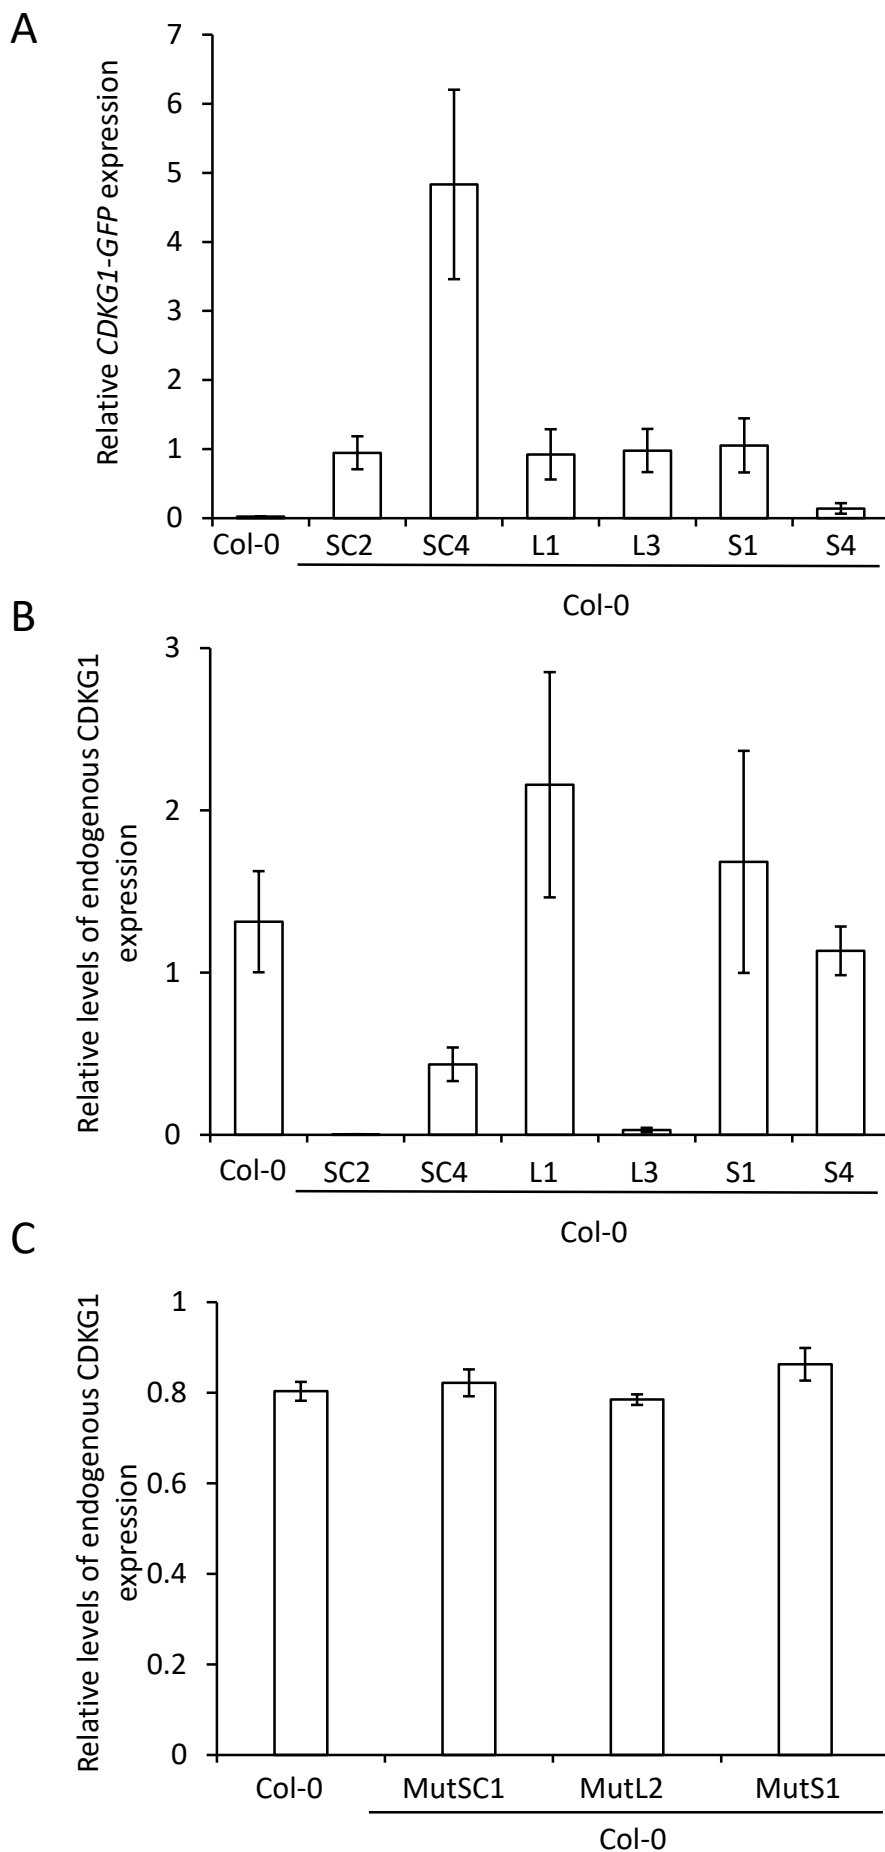 A
Relative CDKG1-GFP expression
7
6
5
4
3
2
1
0
Col-0 SC2 SC4 L1 L3 S1 S4
Col-0
B
Relative levels of endogenous CDKG1
expression
3
2
1
0
Col-0 SC2 SC4 L1 L3 S1 S4
Col-0
C
Relative levels of endogenous CDKG1
expression
1
0.8
0.6
0.4
0.2
0
Col-0 MutSC1 MutL2 MutS1
Col-0